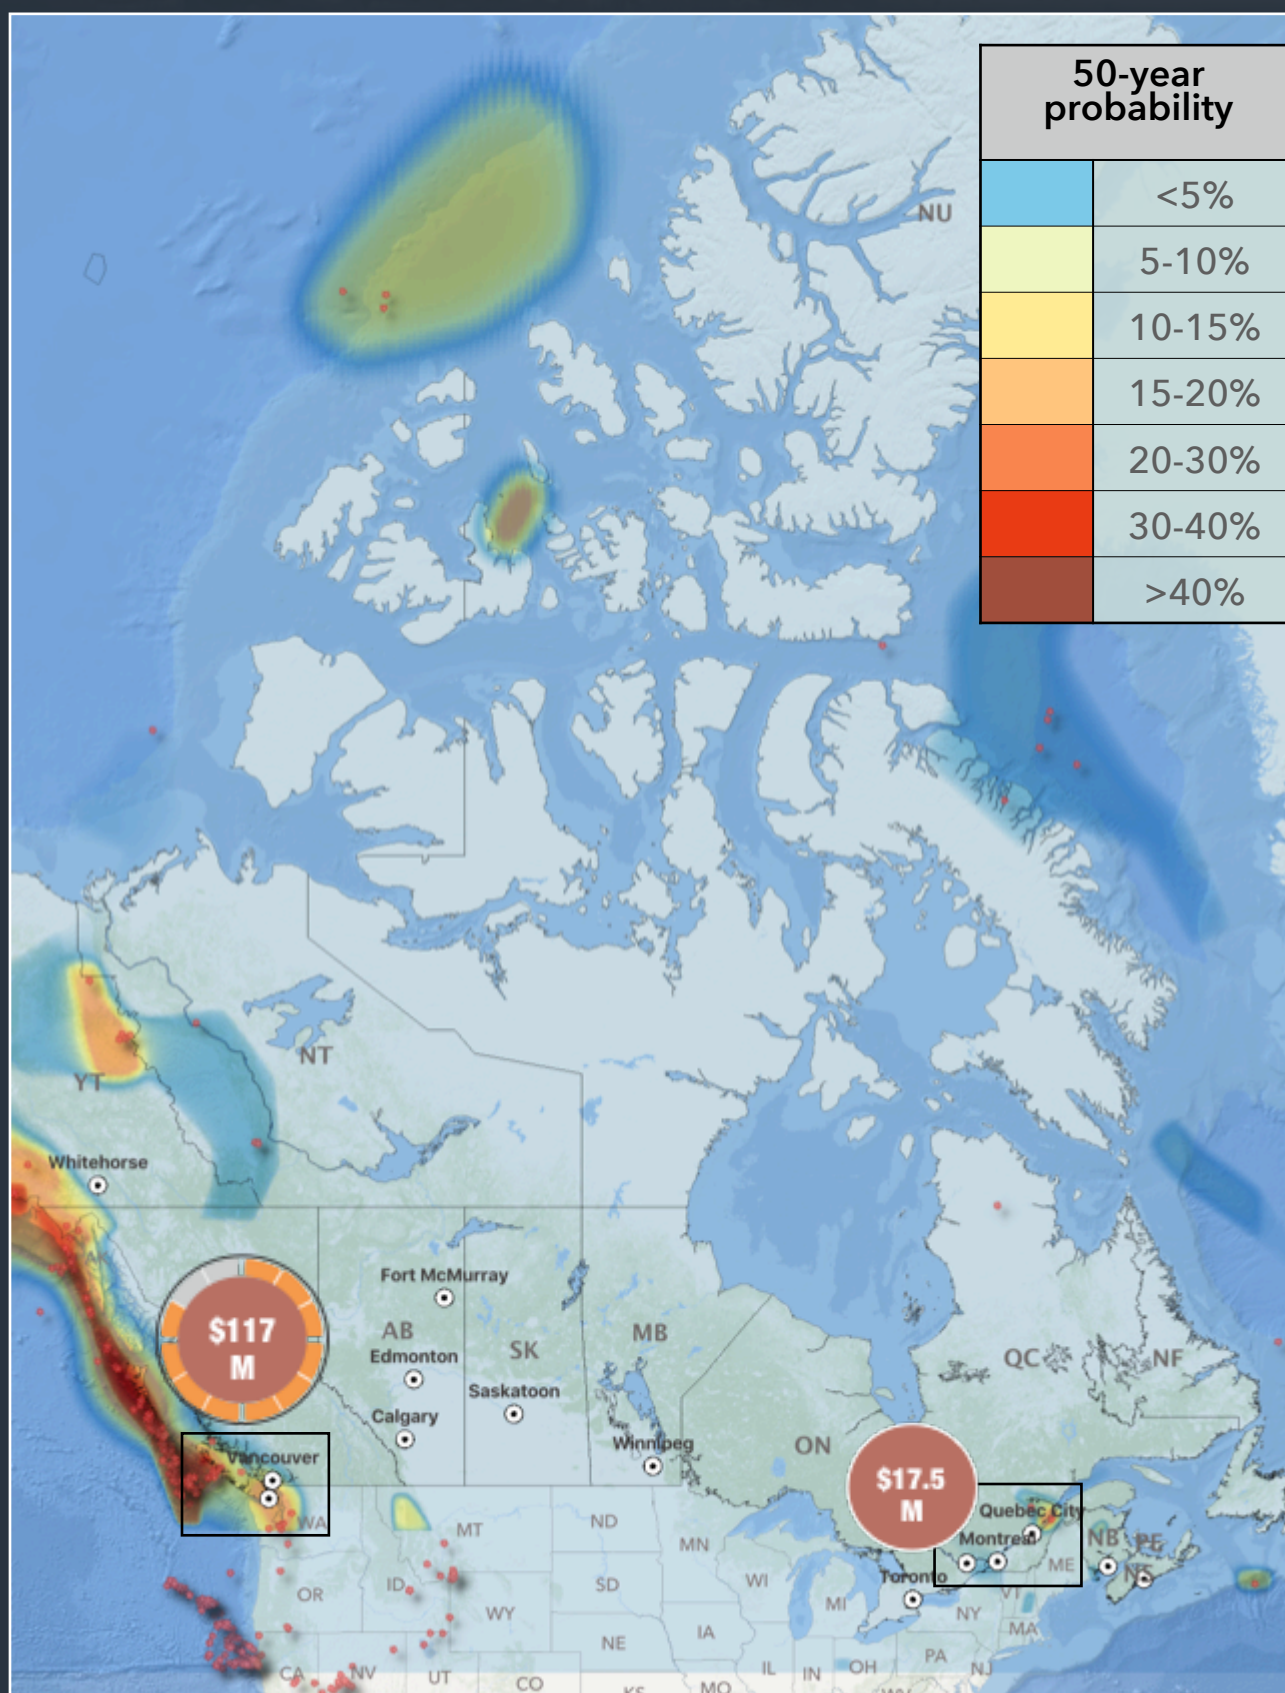 50-year
probability
<5%
5-10%
10-15%
15-20%
20-30%
30-40%
>40%
NU
NT
YT
Whitehorse
Fort McMurray
AB
Edmonton
SK
MB
Saskatoon
Calgary
Winnipeg
$117
M
QC
NF
ON
$17.5
M
Vancouver
Quebec City
Montreal
NB
PE
NS
ME
Toronto
WA
MT
ND
MN
OR
ID
SD
WI
MI
VT
NY
WY
MA
IA
NE
PA
NJ
CA
NV
UT
CO
IL
IN
OH
KS
MO
WV